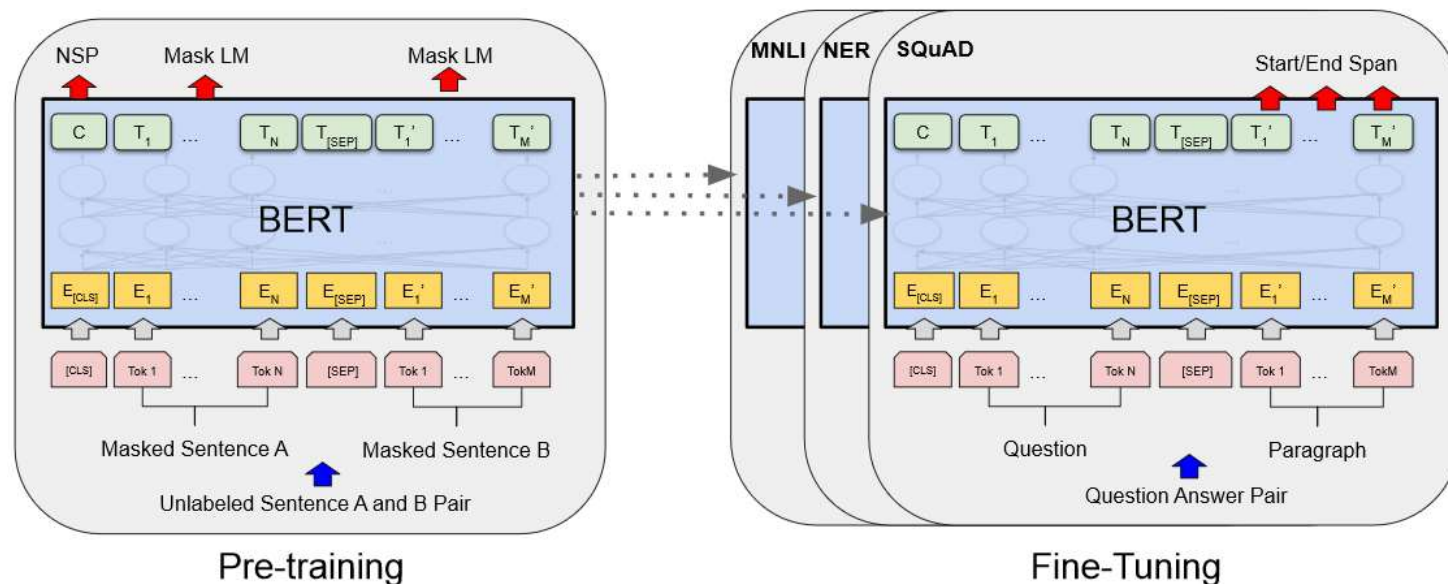 NSP Mask LM Mask LM
C T1 ... TN T[SEP] T1' ... TM'
BERT
E[CLS] E1 ... EN E[SEP] E1' ... EM'
[CLS] Tok 1 ... Tok N [SEP] Tok 1 ... TokM
Masked Sentence A Masked Sentence B
Unlabeled Sentence A and B Pair
Pre-training
MNLI NER SQuAD
Start/End Span
C T1 ... TN T[SEP] T1' ... TM'
BERT
E[CLS] E1 ... EN E[SEP] E1' ... EM'
[CLS] Tok 1 ... Tok N [SEP] Tok 1 ... TokM
Question Paragraph
Question Answer Pair
Fine-Tuning